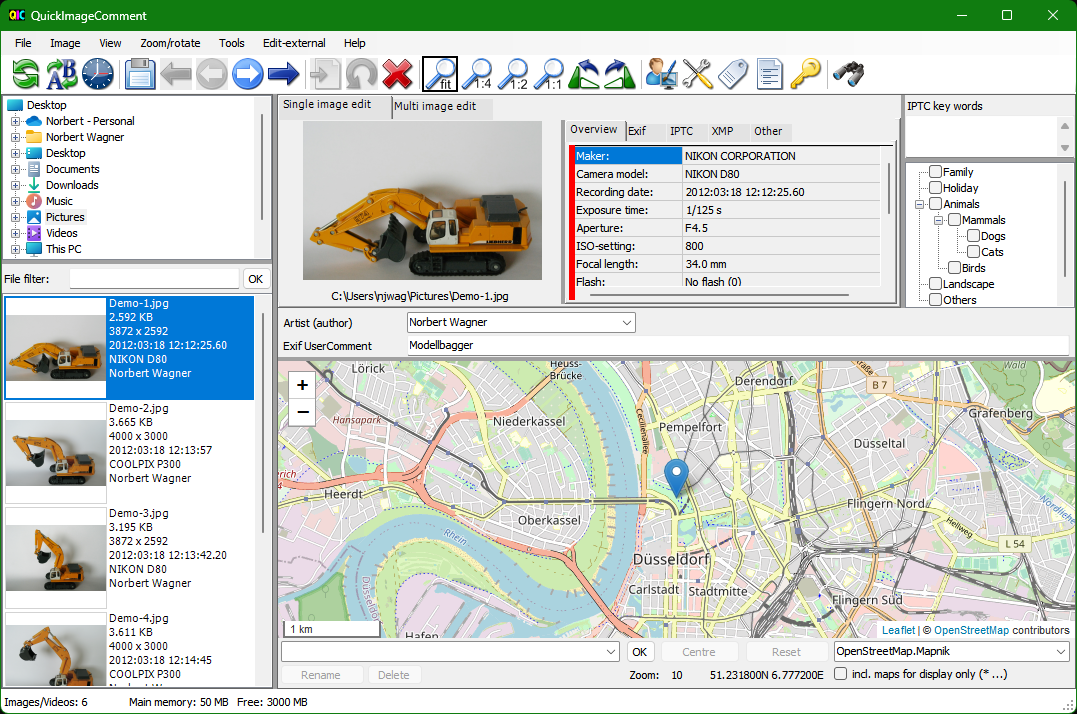 QuickImageComment
File Image View Zoom/rotate Tools Edit-external Help
fit 1:4 1:2 1:1
Desktop
Norbert - Personal
Norbert Wagner
Desktop
Documents
Downloads
Music
Pictures
Videos
This PC
File filter: OK
Demo-1.jpg
2.592 KB
3872 x 2592
2012:03:18 12:12:25.60
NIKON D80
Norbert Wagner
Demo-2.jpg
3.665 KB
4000 x 3000
2012:03:18 12:13:57
COOLPIX P300
Norbert Wagner
Demo-3.jpg
3.195 KB
3872 x 2592
2012:03:18 12:13:42.20
NIKON D80
Norbert Wagner
Demo-4.jpg
3.611 KB
4000 x 3000
2012:03:18 12:14:45
COOLPIX P300
Single image edit Multi image edit
C:\Users\njwag\Pictures\Demo-1.jpg
Overview Exif IPTC XMP Other
Maker: NIKON CORPORATION
Camera model: NIKON D80
Recording date: 2012:03:18 12:12:25.60
Exposure time: 1/125 s
Aperture: F4.5
ISO-setting: 800
Focal length: 34.0 mm
Flash: No flash (0)
IPTC key words
Family
Holiday
Animals
Mammals
Dogs
Cats
Birds
Landscape
Others
Artist (author) Norbert Wagner
Exif UserComment Modellbagger
+
−
Lörick
Heuss-
Brücke
Derendorf
B 7
Wald
Hansapark
Niederkassel
Cecilienallee
Pempelfort
Grafenberg
Düsseltal
Heerdt
Oberkassel
Flingern Nord
Hellweg
L 54
Rhein
Düsseldorf
Carlstadt
Stadtmitte
Flingern Süd
Hafen
1 km
Leaflet | © OpenStreetMap contributors
OK Centre Reset OpenStreetMap.Mapnik
Rename Delete Zoom: 10 51.231800N 6.777200E incl. maps for display only (* ...)
Images/Videos: 6 Main memory: 50 MB Free: 3000 MB